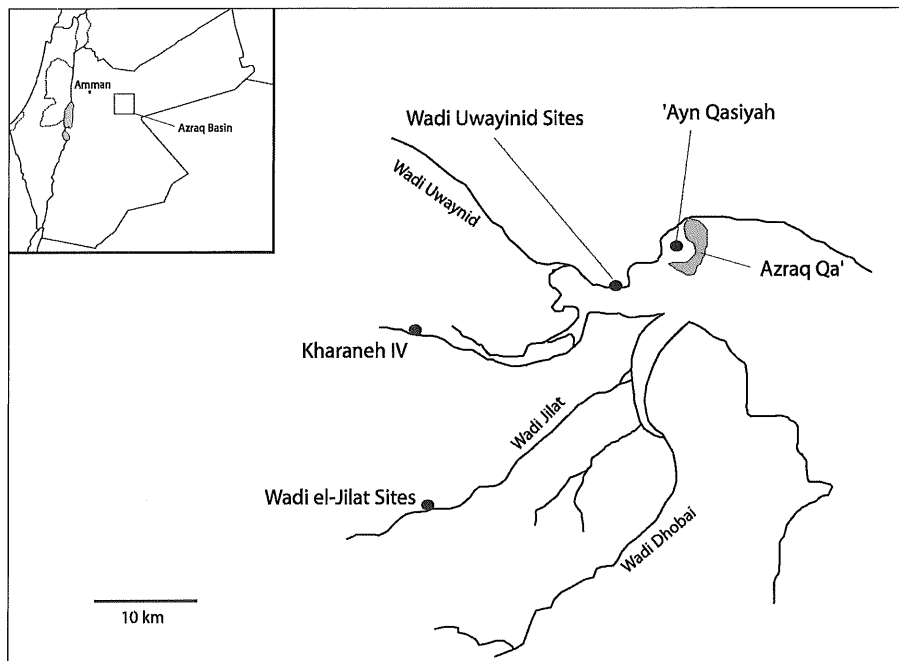 Amman
Azraq Basin
Wadi Uwayinid Sites
'Ayn Qasiyah
Wadi Uwaynid
Azraq Qa'
Kharaneh IV
Wadi Jilat
Wadi el-Jilat Sites
Wadi Dhobai
10 km